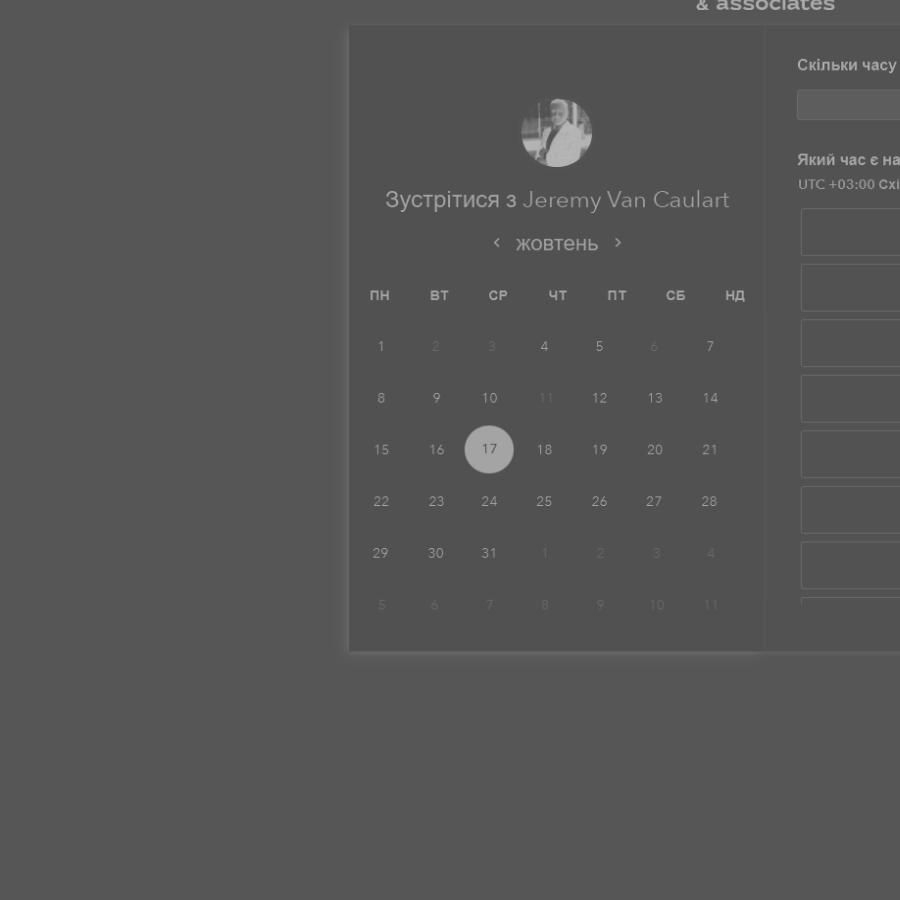 & associates
Зустрітися з Jeremy Van Caulart
жовтень
ПН ВТ СР ЧТ ПТ СБ НД
1 2 3 4 5 6 7
8 9 10 11 12 13 14
15 16 17 18 19 20 21
22 23 24 25 26 27 28
29 30 31 1 2 3 4
5 6 7 8 9 10 11
Скільки часу
Який час є на
UTC +03:00 Схі